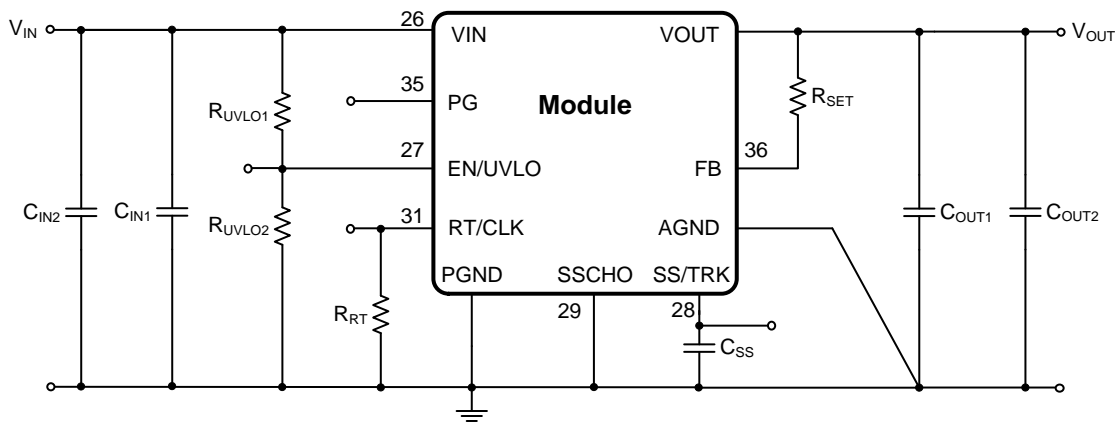 26
VIN
VIN
VOUT
VOUT
35
PG
Module
RUVLO1
RSET
27
36
EN/UVLO
FB
CIN2
CIN1
RUVLO2
31
RT/CLK
AGND
COUT1
COUT2
PGND
SSCHO
SS/TRK
RRT
29
28
CSS